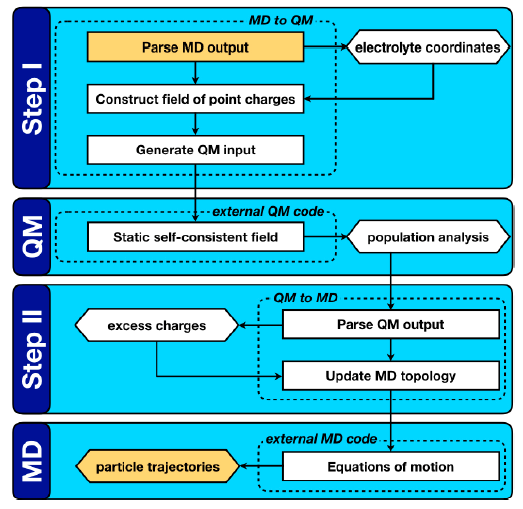 Step I
MD to QM
Parse MD output
electrolyte coordinates
Construct field of point charges
Generate QM input
QM
external QM code
Static self-consistent field
population analysis
Step II
QM to MD
excess charges
Parse QM output
Update MD topology
MD
external MD code
particle trajectories
Equations of motion